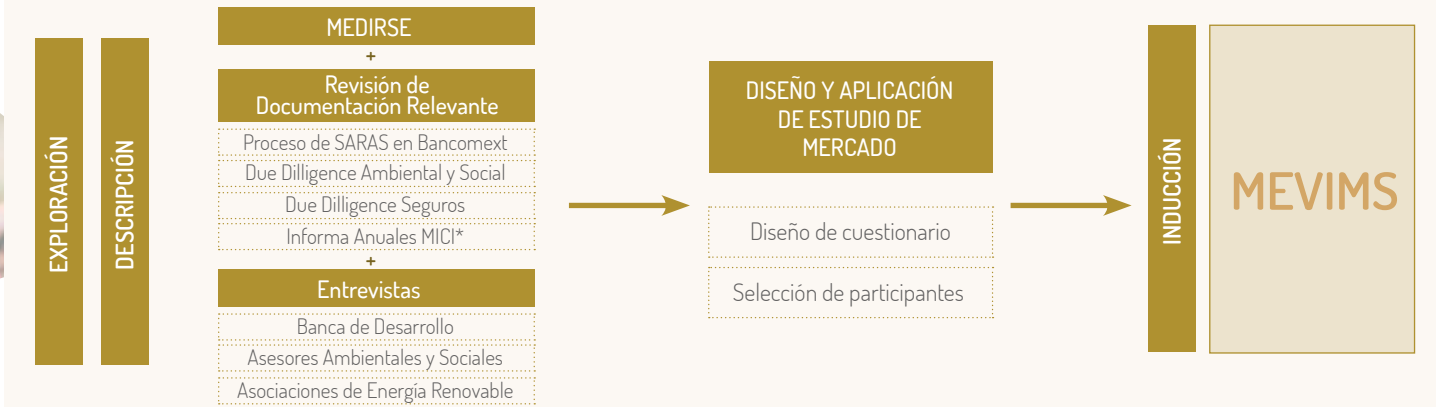 EXPLORACIÓN
DESCRIPCIÓN
MEDIRSE
+
Revisión de
Documentación Relevante
Proceso de SARAS en Bancomext
Due Dilligence Ambiental y Social
Due Dilligence Seguros
Informa Anuales MICI*
+
Entrevistas
Banca de Desarrollo
Asesores Ambientales y Sociales
Asociaciones de Energía Renovable
DISEÑO Y APLICACIÓN
DE ESTUDIO DE
MERCADO
Diseño de cuestionario
Selección de participantes
INDUCCIÓN
MEVIMS